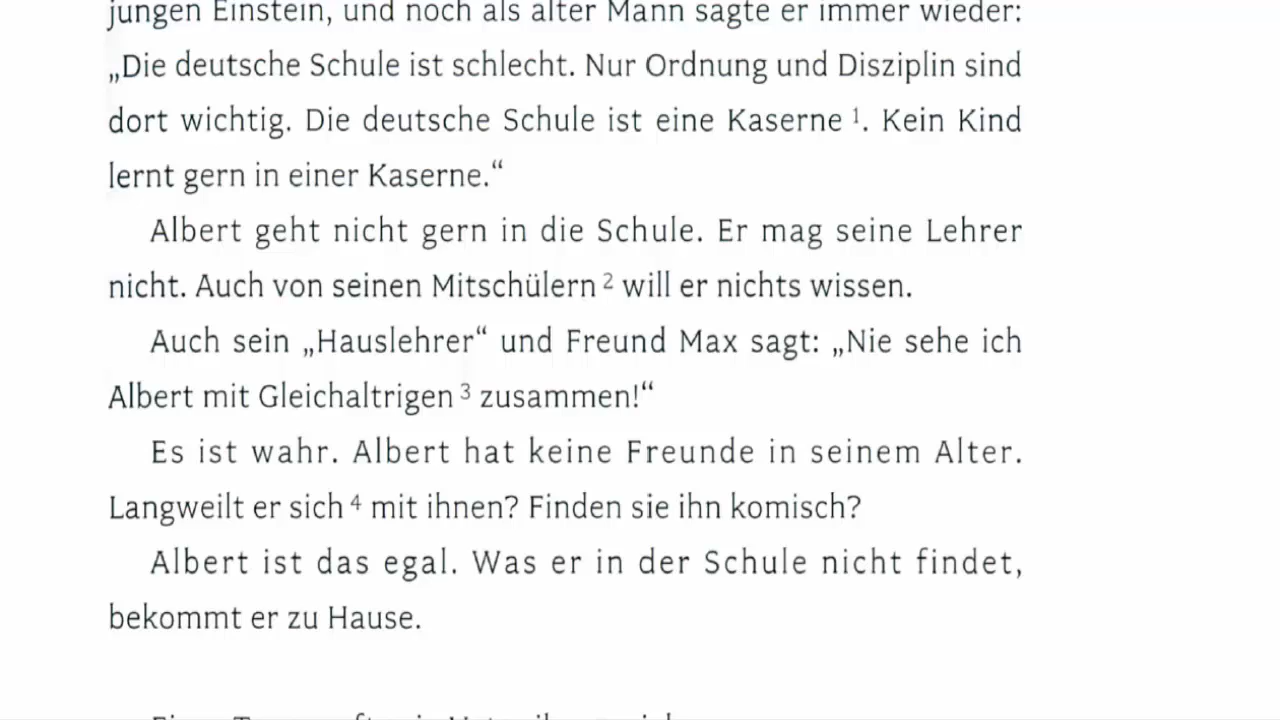 jungen Einstein, und noch als alter Mann sagte er immer wieder:
„Die deutsche Schule ist schlecht. Nur Ordnung und Disziplin sind
dort wichtig. Die deutsche Schule ist eine Kaserne ¹. Kein Kind
lernt gern in einer Kaserne.“
Albert geht nicht gern in die Schule. Er mag seine Lehrer
nicht. Auch von seinen Mitschülern ² will er nichts wissen.
Auch sein „Hauslehrer“ und Freund Max sagt: „Nie sehe ich
Albert mit Gleichaltrigen ³ zusammen!“
Es ist wahr. Albert hat keine Freunde in seinem Alter.
Langweilt er sich ⁴ mit ihnen? Finden sie ihn komisch?
Albert ist das egal. Was er in der Schule nicht findet,
bekommt er zu Hause.